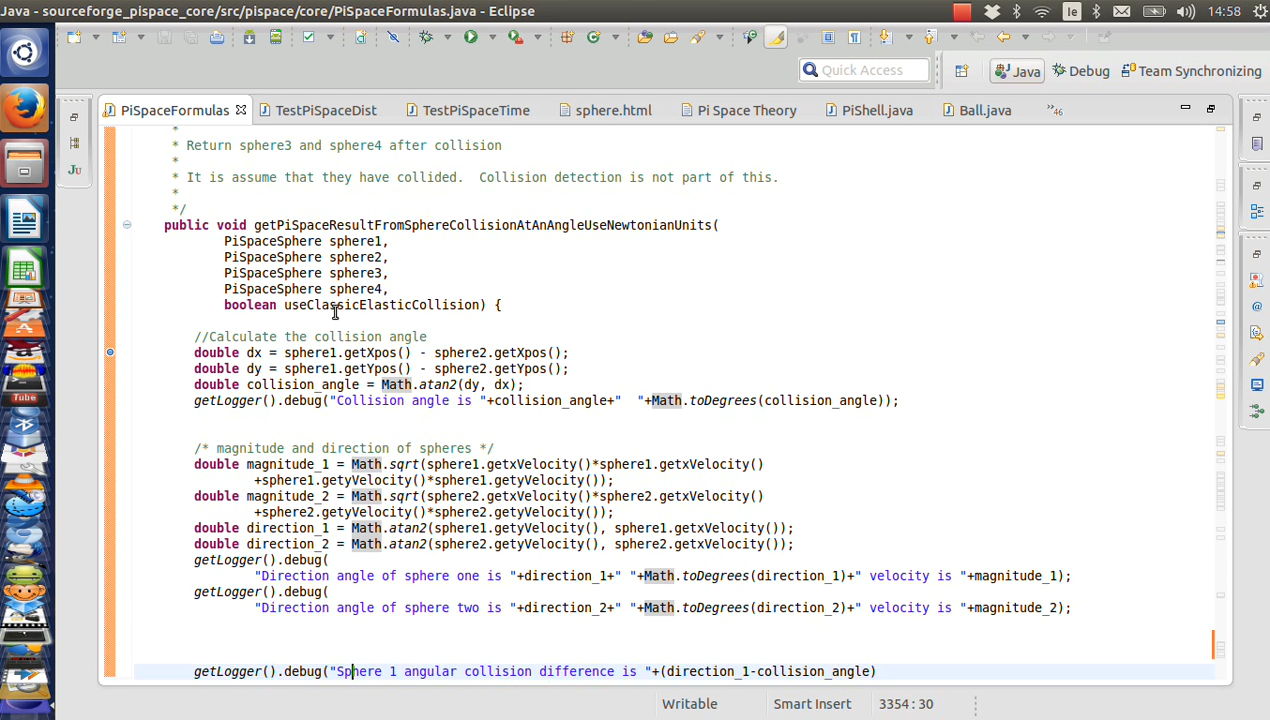 Java - sourceforge_pispace_core/src/pispace/core/PiSpaceFormulas.java - Eclipse
Ie
14:58
Quick Access
Java
Debug
Team Synchronizing
PiSpaceFormulas
TestPiSpaceDist
TestPiSpaceTime
sphere.html
Pi Space Theory
PiShell.java
Ball.java
»46
*
* Return sphere3 and sphere4 after collision
*
* It is assume that they have collided.  Collision detection is not part of this.
*
*/
public void getPiSpaceResultFromSphereCollisionAtAnAngleUseNewtonianUnits(
PiSpaceSphere sphere1,
PiSpaceSphere sphere2,
PiSpaceSphere sphere3,
PiSpaceSphere sphere4,
boolean useClassicElasticCollision) {
//Calculate the collision angle
double dx = sphere1.getXpos() - sphere2.getXpos();
double dy = sphere1.getYpos() - sphere2.getYpos();
double collision_angle = Math.atan2(dy, dx);
getLogger().debug("Collision angle is "+collision_angle+"  "+Math.toDegrees(collision_angle));
/* magnitude and direction of spheres */
double magnitude_1 = Math.sqrt(sphere1.getxVelocity()*sphere1.getxVelocity()
+sphere1.getyVelocity()*sphere1.getyVelocity());
double magnitude_2 = Math.sqrt(sphere2.getxVelocity()*sphere2.getxVelocity()
+sphere2.getyVelocity()*sphere2.getyVelocity());
double direction_1 = Math.atan2(sphere1.getyVelocity(), sphere1.getxVelocity());
double direction_2 = Math.atan2(sphere2.getyVelocity(), sphere2.getxVelocity());
getLogger().debug(
"Direction angle of sphere one is "+direction_1+" "+Math.toDegrees(direction_1)+" velocity is "+magnitude_1);
getLogger().debug(
"Direction angle of sphere two is "+direction_2+" "+Math.toDegrees(direction_2)+" velocity is "+magnitude_2);
getLogger().debug("Sphere 1 angular collision difference is "+(direction_1-collision_angle)
Writable
Smart Insert
3354 : 30
Ju
Tube